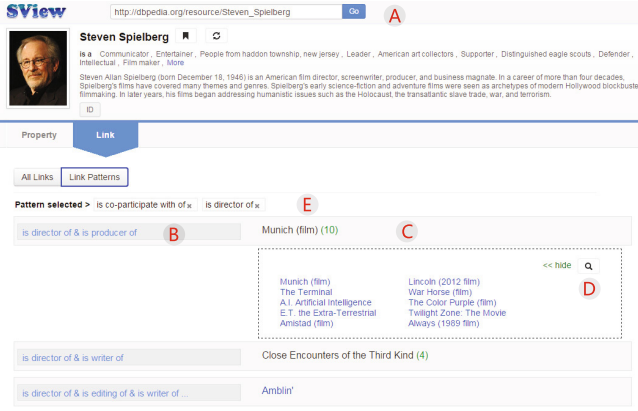 SView
http://dbpedia.org/resource/Steven_Spielberg Go A
Steven Spielberg
is a Communicator , Entertainer , People from haddon township, new jersey , Leader , American art collectors , Supporter , Distinguished eagle scouts , Defender ,
Intellectual , Film maker , More
Steven Allan Spielberg (born December 18, 1946) is an American film director, screenwriter, producer, and business magnate. In a career of more than four decades,
Spielberg's films have covered many themes and genres. Spielberg's early science-fiction and adventure films were seen as archetypes of modern Hollywood blockbuste
filmmaking. In later years, his films began addressing humanistic issues such as the Holocaust, the transatlantic slave trade, war, and terrorism.
ID
Property Link
All Links Link Patterns
Pattern selected > is co-participate with of x is director of x E
is director of & is producer of B Munich (film) (10) C
<< hide
D
Munich (film) Lincoln (2012 film)
The Terminal War Horse (film)
A.I. Artificial Intelligence The Color Purple (film)
E.T. the Extra-Terrestrial Twilight Zone: The Movie
Amistad (film) Always (1989 film)
is director of & is writer of Close Encounters of the Third Kind (4)
is director of & is editing of & is writer of ... Amblin'